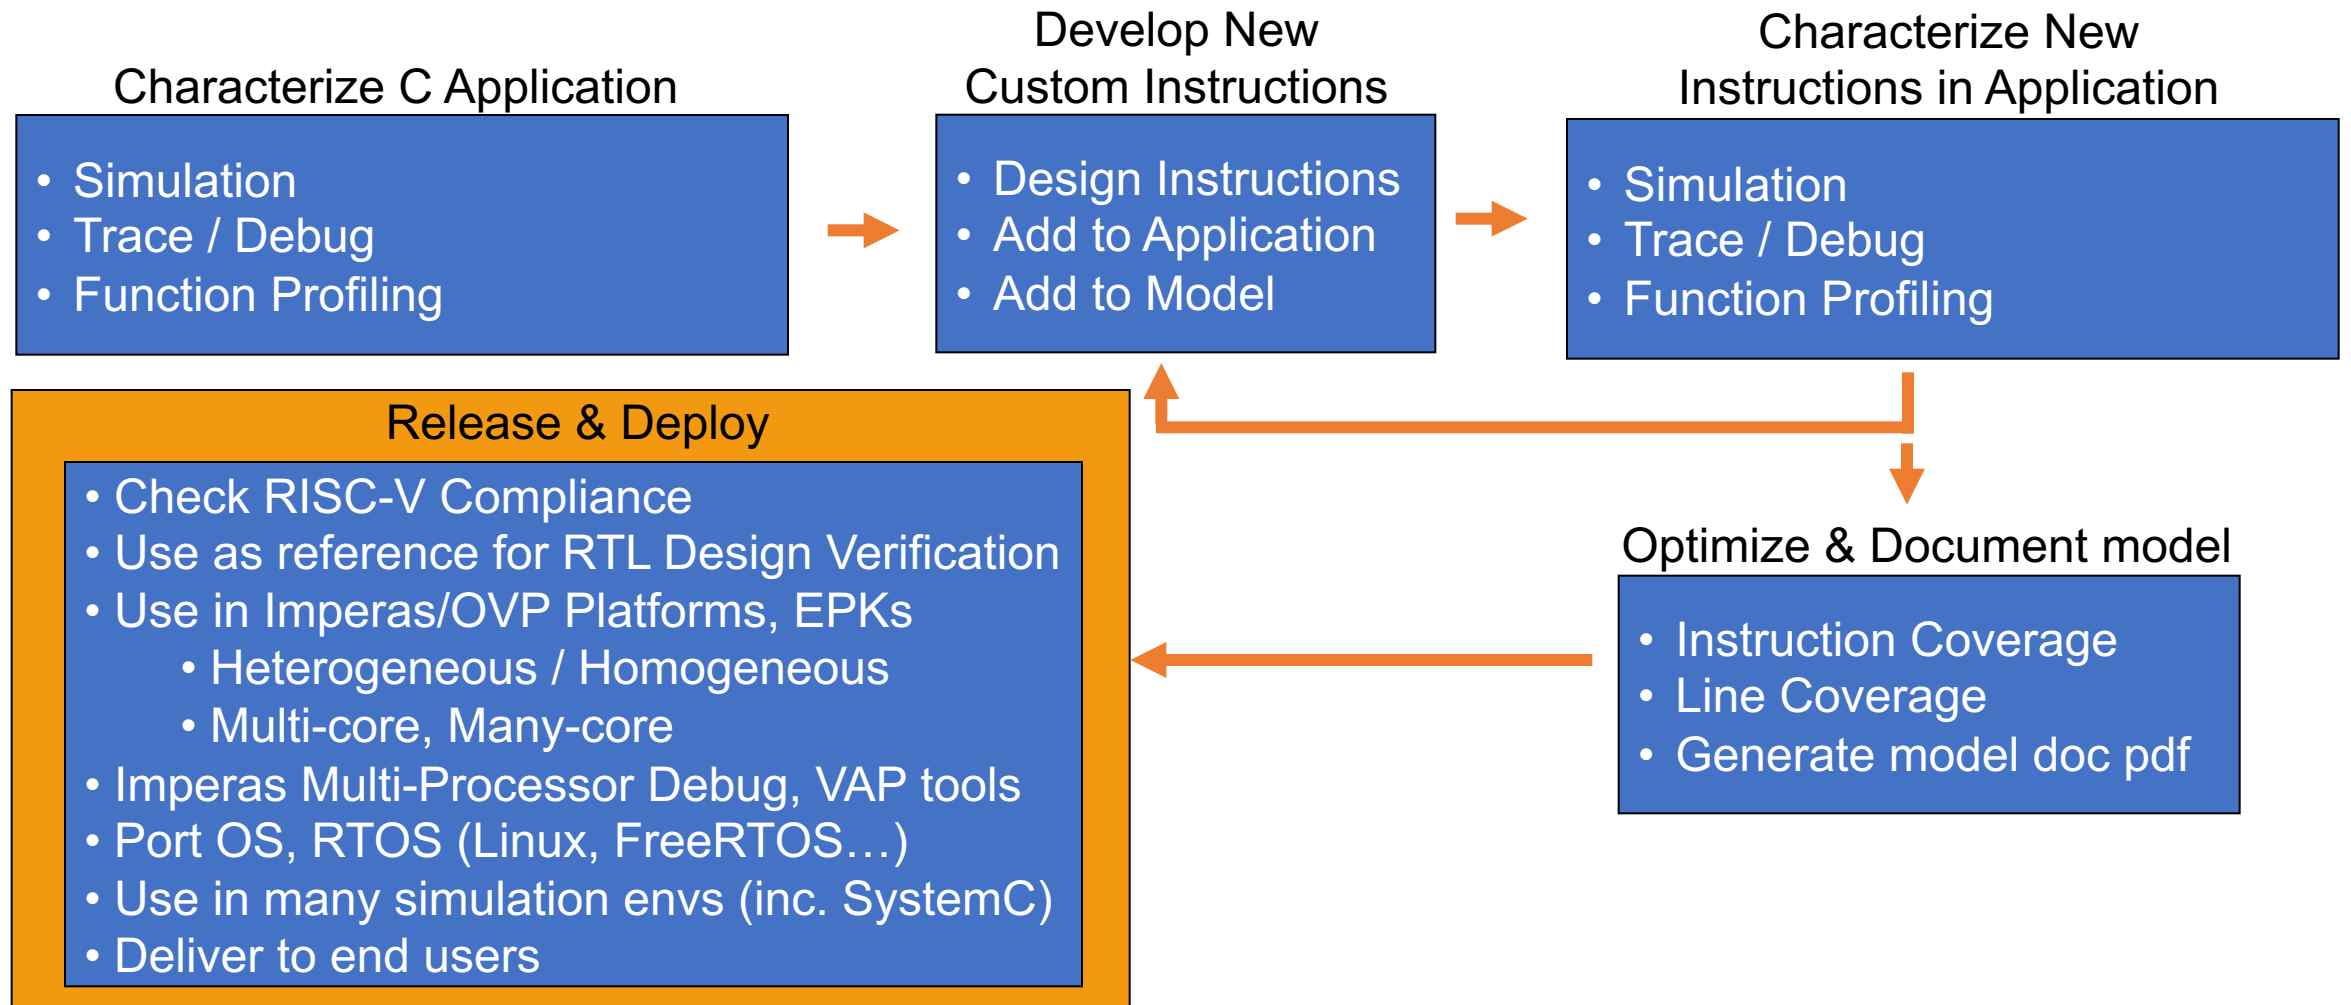 Characterize C Application
• Simulation
• Trace / Debug
• Function Profiling
Develop New
Custom Instructions
• Design Instructions
• Add to Application
• Add to Model
Characterize New
Instructions in Application
• Simulation
• Trace / Debug
• Function Profiling
Optimize & Document model
• Instruction Coverage
• Line Coverage
• Generate model doc pdf
Release & Deploy
• Check RISC-V Compliance
• Use as reference for RTL Design Verification
• Use in Imperas/OVP Platforms, EPKs
• Heterogeneous / Homogeneous
• Multi-core, Many-core
• Imperas Multi-Processor Debug, VAP tools
• Port OS, RTOS (Linux, FreeRTOS…)
• Use in many simulation envs (inc. SystemC)
• Deliver to end users